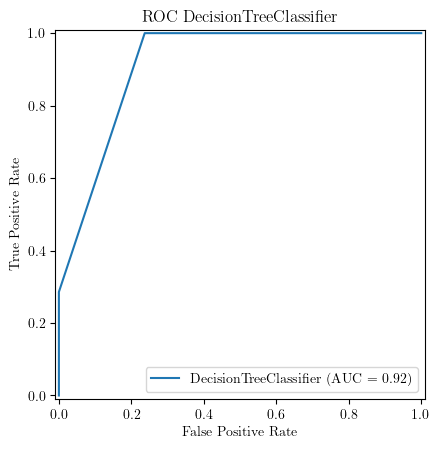 ROC DecisionTreeClassifier
1.0
0.8
0.6
0.4
0.2
0.0
True Positive Rate
DecisionTreeClassifier (AUC = 0.92)
0.0 0.2 0.4 0.6 0.8 1.0
False Positive Rate